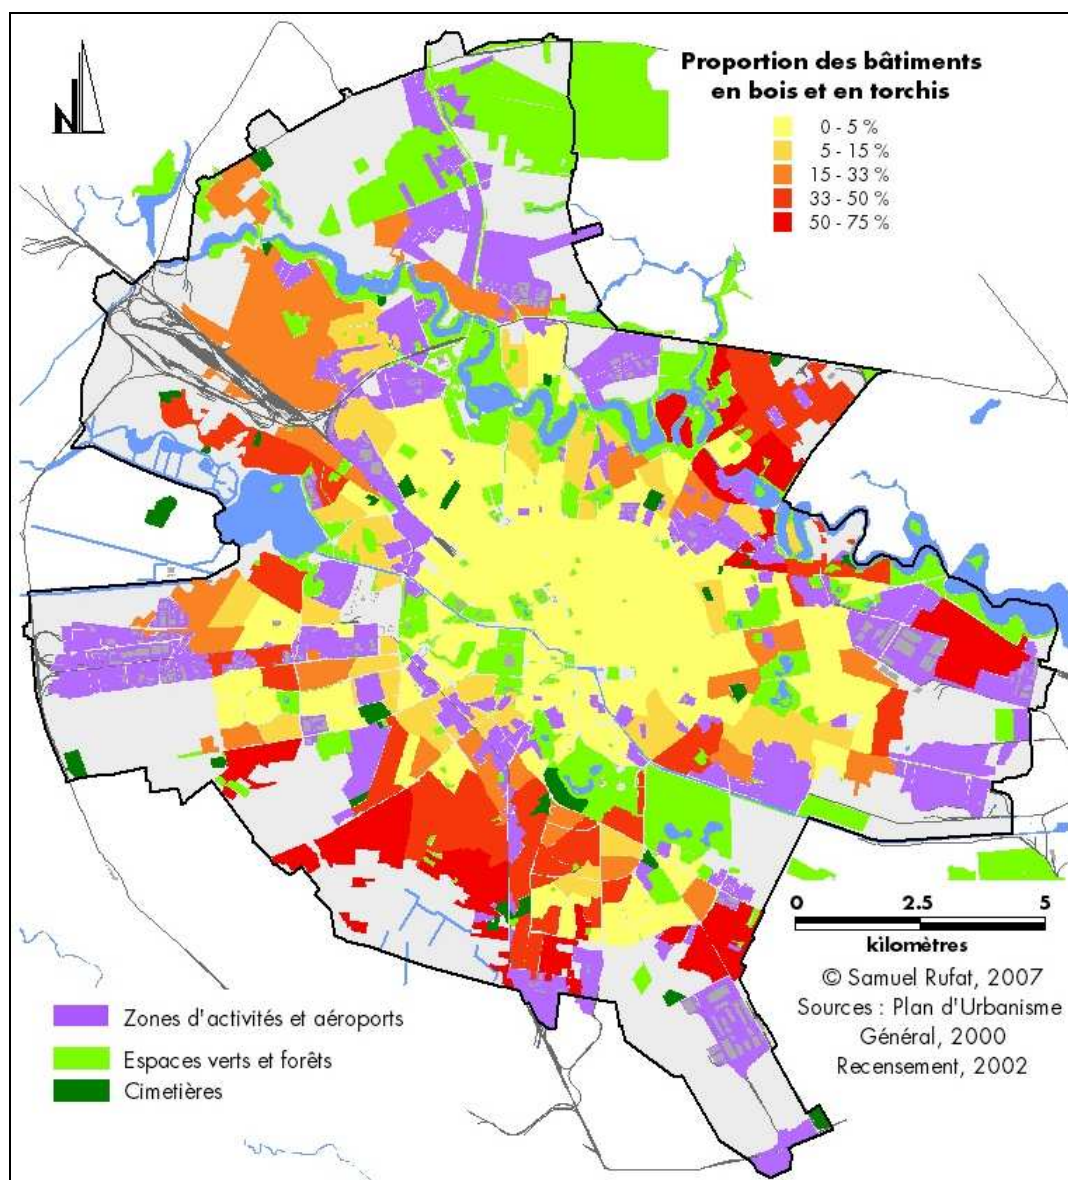 N
Proportion des bâtiments
en bois et en torchis
0 - 5 %
5 - 15 %
15 - 33 %
33 - 50 %
50 - 75 %
0 2.5 5
kilomètres
© Samuel Rufat, 2007
Sources : Plan d'Urbanisme
Général, 2000
Recensement, 2002
Zones d'activités et aéroports
Espaces verts et forêts
Cimetières